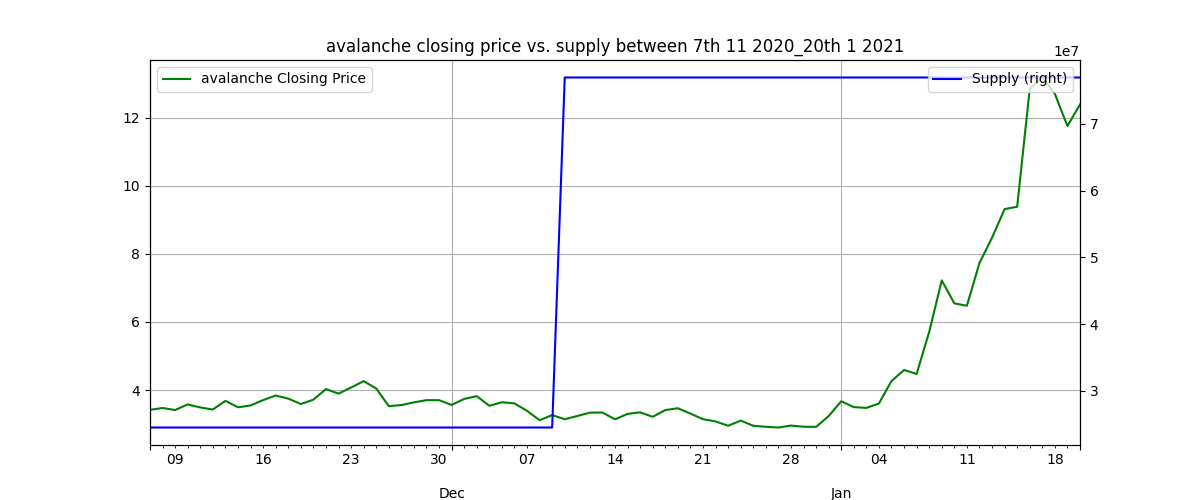 avalanche closing price vs. supply between 7th 11 2020_20th 1 2021
1e7
avalanche Closing Price
Supply (right)
12
10
8
6
4
7
6
5
4
3
09 16 23 30 07 14 21 28 04 11 18
Dec Jan